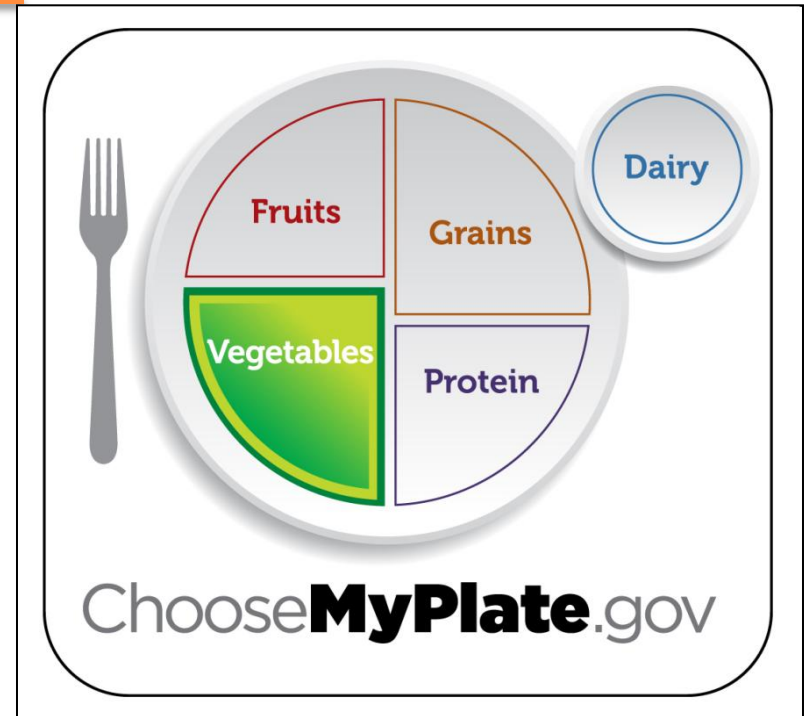 Fruits
Grains
Dairy
Vegetables
Protein
ChooseMyPlate.gov